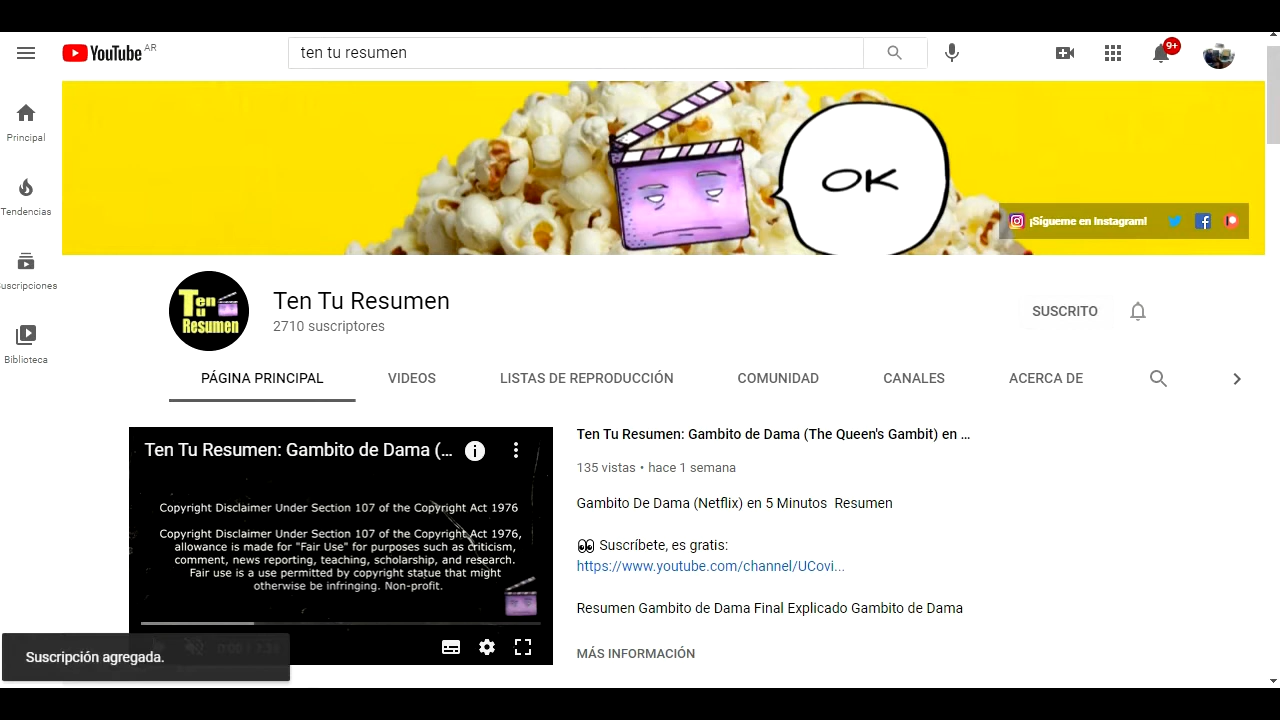 YouTube AR
ten tu resumen
9+
Principal
Tendencias
uscripciones
Biblioteca
OK
¡Sígueme en Instagram!
Ten Tu Resumen
Ten Tu Resumen
2710 suscriptores
SUSCRITO
PÁGINA PRINCIPAL
VIDEOS
LISTAS DE REPRODUCCIÓN
COMUNIDAD
CANALES
ACERCA DE
Ten Tu Resumen: Gambito de Dama (...
Copyright Disclaimer Under Section 107 of the Copyright Act 1976
Copyright Disclaimer Under Section 107 of the Copyright Act 1976,
allowance is made for "Fair Use" for purposes such as criticism,
comment, news reporting, teaching, scholarship, and research.
Fair use is a use permitted by copyright statue that might
otherwise be infringing. Non-profit.
Ten Tu Resumen: Gambito de Dama (The Queen's Gambit) en ...
135 vistas • hace 1 semana
Gambito De Dama (Netflix) en 5 Minutos Resumen
👀 Suscríbete, es gratis:
https://www.youtube.com/channel/UCovi...
Resumen Gambito de Dama Final Explicado Gambito de Dama
MÁS INFORMACIÓN
Suscripción agregada.